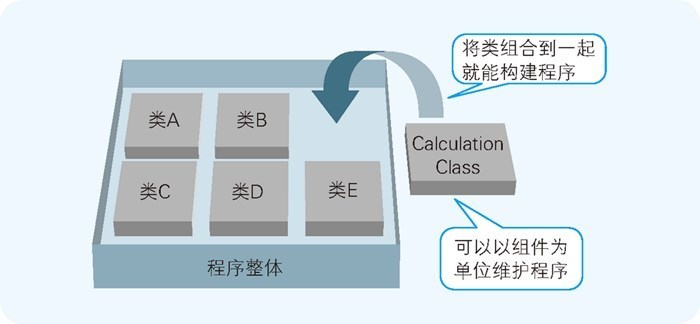 将类组合到一起
就能构建程序
类A
类B
Calculation
Class
类C
类D
类E
可以以组件为
单位维护程序
程序整体